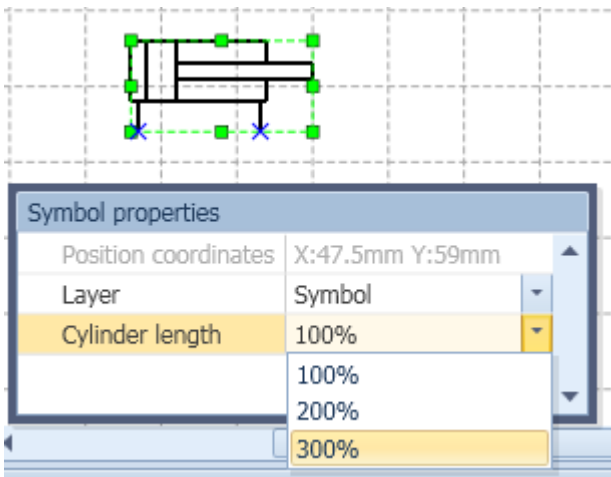 Symbol properties
Position coordinates X:47.5mm Y:59mm
Layer Symbol
Cylinder length 100%
100%
200%
300%